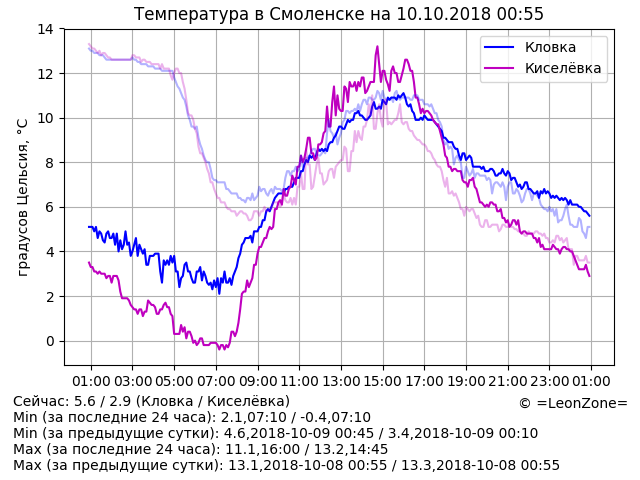 Температура в Смоленске на 10.10.2018 00:55
Кловка
Киселёвка
градусов Цельсия, °C
14
12
10
8
6
4
2
0
01:00 03:00 05:00 07:00 09:00 11:00 13:00 15:00 17:00 19:00 21:00 23:00 01:00
Сейчас: 5.6 / 2.9 (Кловка / Киселёвка)
© =LeonZone=
Min (за последние 24 часа): 2.1,07:10 / -0.4,07:10
Min (за предыдущие сутки): 4.6,2018-10-09 00:45 / 3.4,2018-10-09 00:10
Max (за последние 24 часа): 11.1,16:00 / 13.2,14:45
Max (за предыдущие сутки): 13.1,2018-10-08 00:55 / 13.3,2018-10-08 00:55